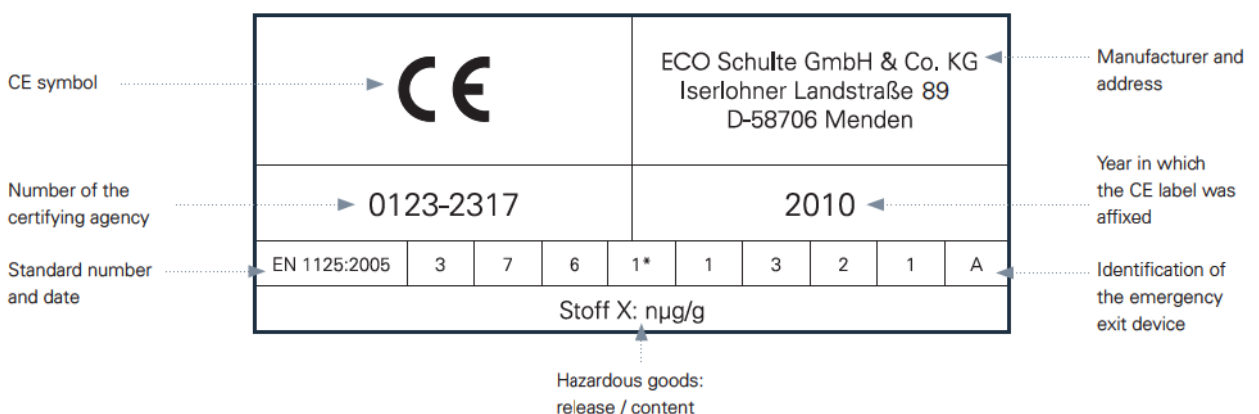 CE symbol
CE
ECO Schulte GmbH & Co. KG
Iserlohner Landstraße 89
D-58706 Menden
Manufacturer and
address
Number of the
certifying agency
0123-2317
2010
Year in which
the CE label was
affixed
Standard number
and date
EN 1125:2005 3 7 6 1* 1 3 2 1 A
Identification of
the emergency
exit device
Stoff X: nµg/g
Hazardous goods:
release / content